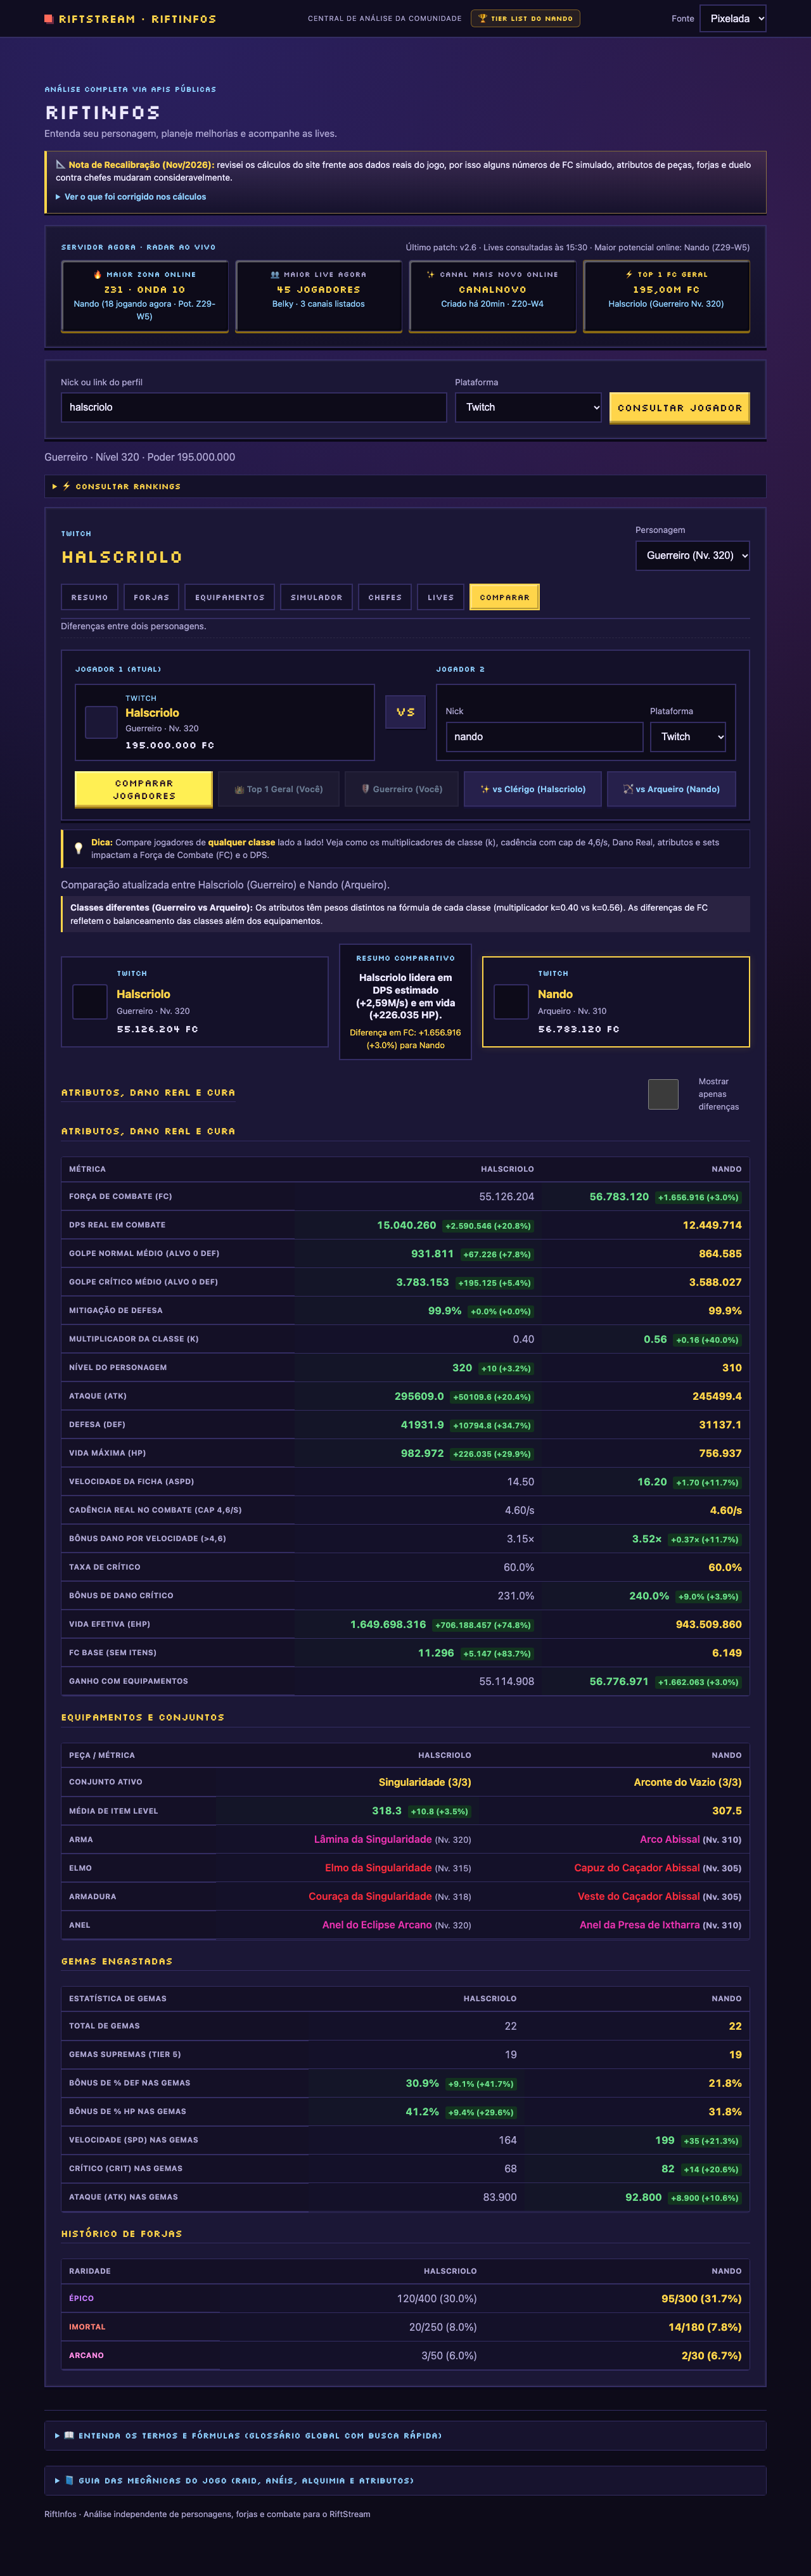 RIFTSTREAM · RIFTINFOS
CENTRAL DE ANÁLISE DA COMUNIDADE
🏆 TIER LIST DO NANDO
Fonte
Pixelada
ANÁLISE COMPLETA VIA APIS PÚBLICAS
RIFTINFOS
Entenda seu personagem, planeje melhorias e acompanhe as lives.
📐 Nota de Recalibração (Nov/2026): revisei os cálculos do site frente aos dados reais do jogo, por isso alguns números de FC simulado, atributos de peças, forjas e duelo
contra chefes mudaram consideravelmente.
▶ Ver o que foi corrigido nos cálculos
SERVIDOR AGORA · RADAR AO VIVO
Último patch: v2.6 · Lives consultadas às 15:30 · Maior potencial online: Nando (Z29-W5)
🔥 MAIOR ZONA ONLINE
Z31 · ONDA 10
Nando (18 jogando agora · Pot. Z29-
W5)
👥 MAIOR LIVE AGORA
45 JOGADORES
Belky · 3 canais listados
✨ CANAL MAIS NOVO ONLINE
CANALNOVO
Criado há 20min · Z20-W4
⚡ TOP 1 FC GERAL
195,00M FC
Halscriolo (Guerreiro Nv. 320)
Nick ou link do perfil
halscriolo
Plataforma
Twitch
CONSULTAR JOGADOR
Guerreiro · Nível 320 · Poder 195.000.000
▶ ⚡ CONSULTAR RANKINGS
TWITCH
HALSCRIOLO
Personagem
Guerreiro (Nv. 320)
RESUMO
FORJAS
EQUIPAMENTOS
SIMULADOR
CHEFES
LIVES
COMPARAR
Diferenças entre dois personagens.
JOGADOR 1 (ATUAL)
TWITCH
Halscriolo
Guerreiro · Nv. 320
195.000.000 FC
VS
JOGADOR 2
Nick
nando
Plataforma
Twitch
COMPARAR
JOGADORES
Top 1 Geral (Você)
Guerreiro (Você)
✨ vs Clérigo (Halscriolo)
🏹 vs Arqueiro (Nando)
💡 Dica: Compare jogadores de qualquer classe lado a lado! Veja como os multiplicadores de classe (k), cadência com cap de 4,6/s, Dano Real, atributos e sets
impactam a Força de Combate (FC) e o DPS.
Comparação atualizada entre Halscriolo (Guerreiro) e Nando (Arqueiro).
Classes diferentes (Guerreiro vs Arqueiro): Os atributos têm pesos distintos na fórmula de cada classe (multiplicador k=0.40 vs k=0.56). As diferenças de FC
refletem o balanceamento das classes além dos equipamentos.
TWITCH
Halscriolo
Guerreiro · Nv. 320
55.126.204 FC
RESUMO COMPARATIVO
Halscriolo lidera em
DPS estimado
(+2,59M/s) e em vida
(+226.035 HP).
Diferença em FC: +1.656.916
(+3.0%) para Nando
TWITCH
Nando
Arqueiro · Nv. 310
56.783.120 FC
ATRIBUTOS, DANO REAL E CURA
Mostrar
apenas
diferenças
ATRIBUTOS, DANO REAL E CURA
MÉTRICA HALSCRIOLO NANDO
FORÇA DE COMBATE (FC) 55.126.204 56.783.120 +1.656.916 (+3.0%)
DPS REAL EM COMBATE 15.040.260 +2.590.546 (+20.8%) 12.449.714
GOLPE NORMAL MÉDIO (ALVO 0 DEF) 931.811 +67.226 (+7.8%) 864.585
GOLPE CRÍTICO MÉDIO (ALVO 0 DEF) 3.783.153 +195.125 (+5.4%) 3.588.027
MITIGAÇÃO DE DEFESA 99.9% +0.0% (+0.0%) 99.9%
MULTIPLICADOR DA CLASSE (K) 0.40 0.56 +0.16 (+40.0%)
NÍVEL DO PERSONAGEM 320 +10 (+3.2%) 310
ATAQUE (ATK) 295609.0 +50109.6 (+20.4%) 245499.4
DEFESA (DEF) 41931.9 +10794.8 (+34.7%) 31137.1
VIDA MÁXIMA (HP) 982.972 +226.035 (+29.9%) 756.937
VELOCIDADE DA FICHA (ASPD) 14.50 16.20 +1.70 (+11.7%)
CADÊNCIA REAL NO COMBATE (CAP 4,6/S) 4.60/s 4.60/s
BÔNUS DANO POR VELOCIDADE (>4,6) 3.15× 3.52× +0.37× (+11.7%)
TAXA DE CRÍTICO 60.0% 60.0%
BÔNUS DE DANO CRÍTICO 231.0% 240.0% +9.0% (+3.9%)
VIDA EFETIVA (EHP) 1.649.698.316 +706.188.457 (+74.8%) 943.509.860
FC BASE (SEM ITENS) 11.296 +5.147 (+83.7%) 6.149
GANHO COM EQUIPAMENTOS 55.114.908 56.776.971 +1.662.063 (+3.0%)
EQUIPAMENTOS E CONJUNTOS
PEÇA / MÉTRICA HALSCRIOLO NANDO
CONJUNTO ATIVO Singularidade (3/3) Arconte do Vazio (3/3)
MÉDIA DE ITEM LEVEL 318.3 +10.8 (+3.5%) 307.5
ARMA Lâmina da Singularidade (Nv. 320) Arco Abissal (Nv. 310)
ELMO Elmo da Singularidade (Nv. 315) Capuz do Caçador Abissal (Nv. 305)
ARMADURA Couraça da Singularidade (Nv. 318) Veste do Caçador Abissal (Nv. 305)
ANEL Anel do Eclipse Arcano (Nv. 320) Anel da Presa de Ixtharra (Nv. 310)
GEMAS ENGASTADAS
ESTATÍSTICA DE GEMAS HALSCRIOLO NANDO
TOTAL DE GEMAS 22 22
GEMAS SUPREMAS (TIER 5) 19 19
BÔNUS DE % DEF NAS GEMAS 30.9% +9.1% (+41.7%) 21.8%
BÔNUS DE % HP NAS GEMAS 41.2% +9.4% (+29.6%) 31.8%
VELOCIDADE (SPD) NAS GEMAS 164 199 +35 (+21.3%)
CRÍTICO (CRIT) NAS GEMAS 68 82 +14 (+20.6%)
ATAQUE (ATK) NAS GEMAS 83.900 92.800 +8.900 (+10.6%)
HISTÓRICO DE FORJAS
RARIDADE HALSCRIOLO NANDO
ÉPICO 120/400 (30.0%) 95/300 (31.7%)
IMORTAL 20/250 (8.0%) 14/180 (7.8%)
ARCANO 3/50 (6.0%) 2/30 (6.7%)
▶ 📖 ENTENDA OS TERMOS E FÓRMULAS (GLOSSÁRIO GLOBAL COM BUSCA RÁPIDA)
▶ 📘 GUIA DAS MECÂNICAS DO JOGO (RAID, ANÉIS, ALQUIMIA E ATRIBUTOS)
RiftInfos · Análise independente de personagens, forjas e combate para o RiftStream